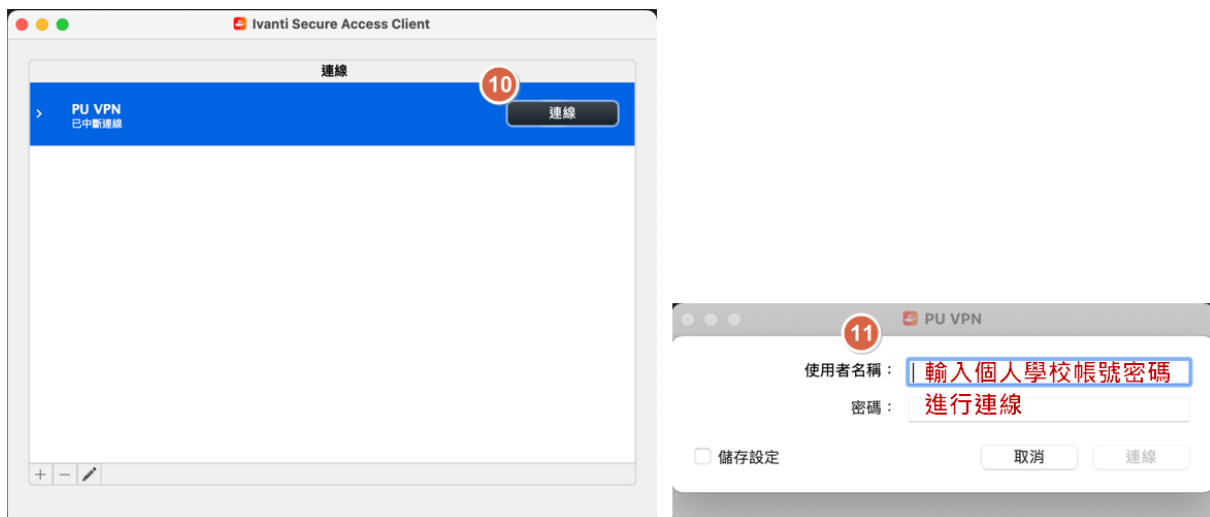 Ivanti Secure Access Client
連線
10
PU VPN
已中斷連線
連線
PU VPN
11
使用者名稱：
輸入個人學校帳號密碼
密碼：
進行連線
儲存設定
取消
連線